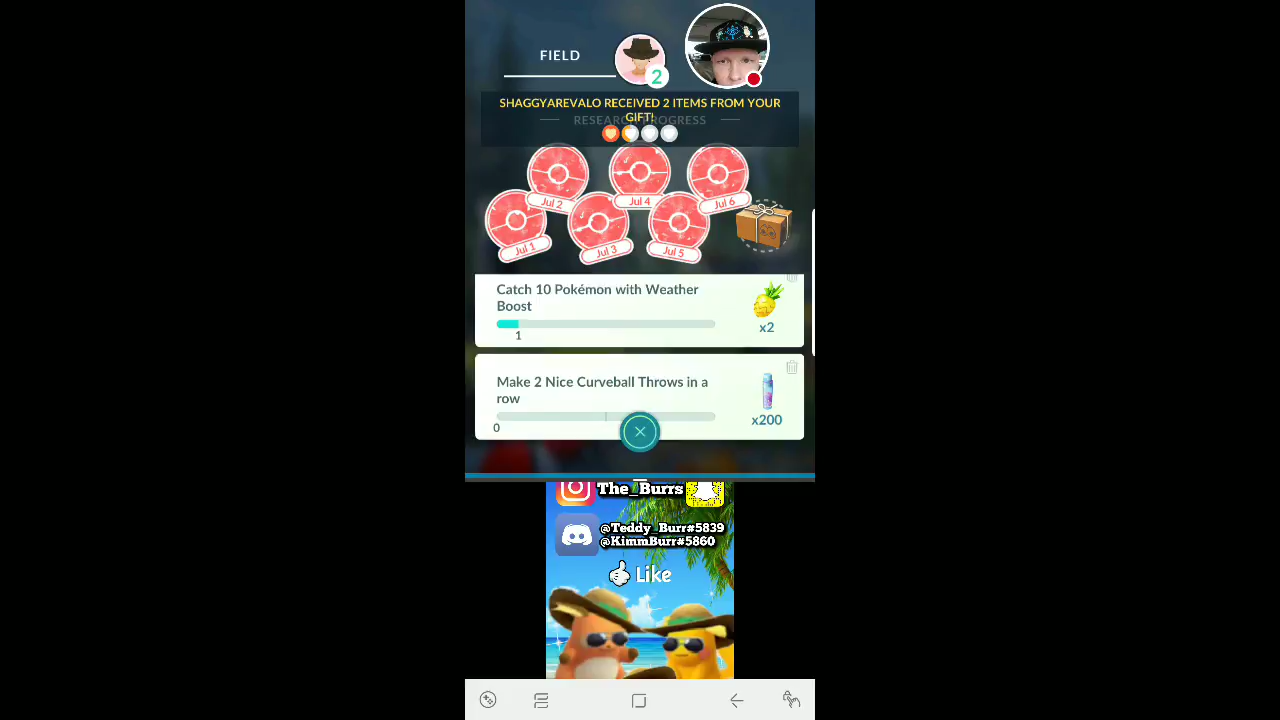 FIELD
2
SHAGGYAREVALO RECEIVED 2 ITEMS FROM YOUR
GIFT!
RESEARCH PROGRESS
Jul 2
Jul 4
Jul 6
Jul 1
Jul 3
Jul 5
Catch 10 Pokémon with Weather
Boost
x2
1
Make 2 Nice Curveball Throws in a
row
x200
0
The_Burrs
@Teddy_Burr#5839
@KimmBurr#5860
Like